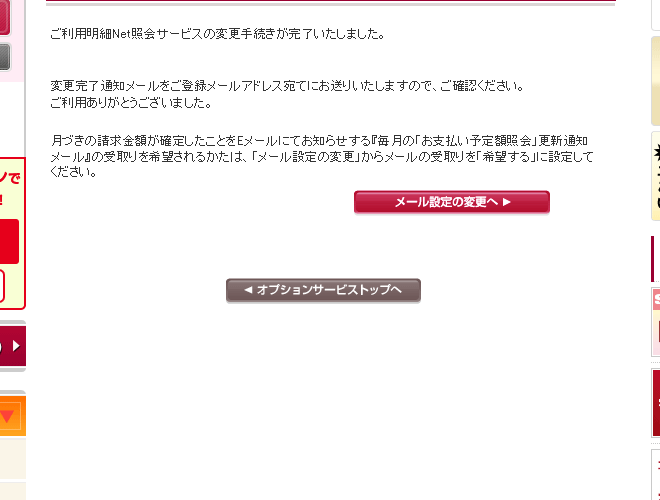 ご利用明細Net照会サービスの変更手続きが完了いたしました。
変更完了通知メールをご登録メールアドレス宛てにお送りいたしますので、ご確認ください。
ご利用ありがとうございました。
月づきの請求金額が確定したことをEメールにてお知らせする『毎月の「お支払い予定額照会」更新通知
メール』の受取りを希望されるかたは、「メール設定の変更」からメールの受取りを「希望する」に設定して
ください。
メール設定の変更へ ▶
◀ オプションサービストップへ